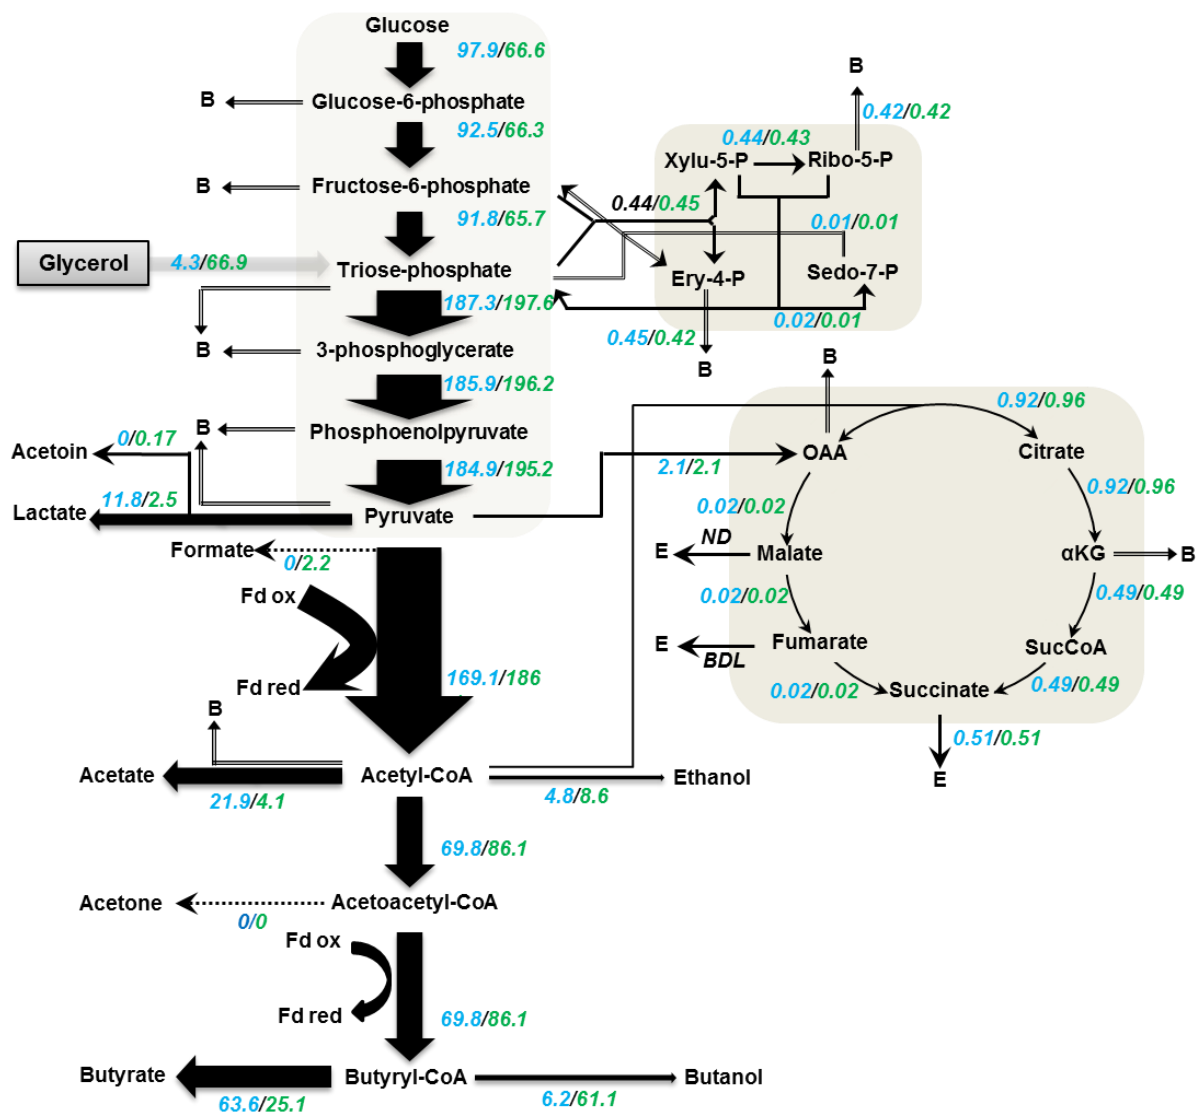 Glucose
97.9/66.6
B
Glucose-6-phosphate
92.5/66.3
B
Fructose-6-phosphate
91.8/65.7
Glycerol
4.3/66.9
Triose-phosphate
187.3/197.6
B
3-phosphoglycerate
185.9/196.2
B
Phosphoenolpyruvate
184.9/195.2
Acetoin
0/0.17
Lactate
11.8/2.5
Pyruvate
2.1/2.1
Formate
0/2.2
Fd ox
Fd red
169.1/186
B
Acetate
21.9/4.1
Acetyl-CoA
4.8/8.6
Ethanol
69.8/86.1
Acetone
0/0
Acetoacetyl-CoA
Fd ox
Fd red
69.8/86.1
Butyrate
63.6/25.1
Butyryl-CoA
6.2/61.1
Butanol
B
0.42/0.42
0.44/0.43
Xylu-5-P
Ribo-5-P
0.44/0.45
0.01/0.01
Ery-4-P
Sedo-7-P
0.02/0.01
0.45/0.42
B
B
0.92/0.96
OAA
Citrate
0.92/0.96
0.02/0.02
E
ND
Malate
αKG
B
0.02/0.02
0.49/0.49
E
BDL
Fumarate
SucCoA
0.02/0.02
Succinate
0.49/0.49
0.51/0.51
E